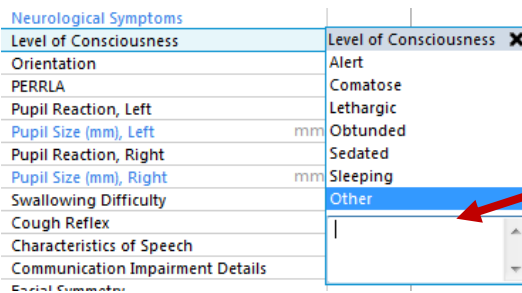 Neurological Symptoms
Level of Consciousness
Orientation
PERRLA
Pupil Reaction, Left
Pupil Size (mm), Left mm
Pupil Reaction, Right
Pupil Size (mm), Right mm
Swallowing Difficulty
Cough Reflex
Characteristics of Speech
Communication Impairment Details
Facial Symmetry
Level of Consciousness
Alert
Comatose
Lethargic
Obtunded
Sedated
Sleeping
Other